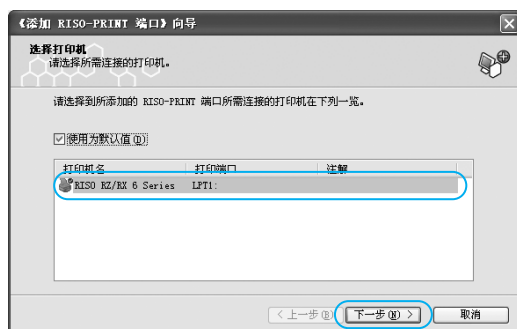 《添加 RISO-PRINT 端口》向导
选择打印机
请选择所需连接的打印机。
请选择到所添加的 RISO-PRINT 端口所需连接的打印机在下列一览。
使用为默认值(D)
打印机名 打印端口 注解
RISO RZ/RX 6 Series LPT1:
< 上一步(B) 下一步(N) > 取消